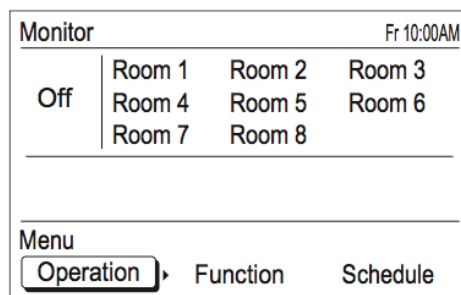 Monitor Fr 10:00AM
Room 1 Room 2 Room 3
Off Room 4 Room 5 Room 6
Room 7 Room 8
Menu
Operation Function Schedule